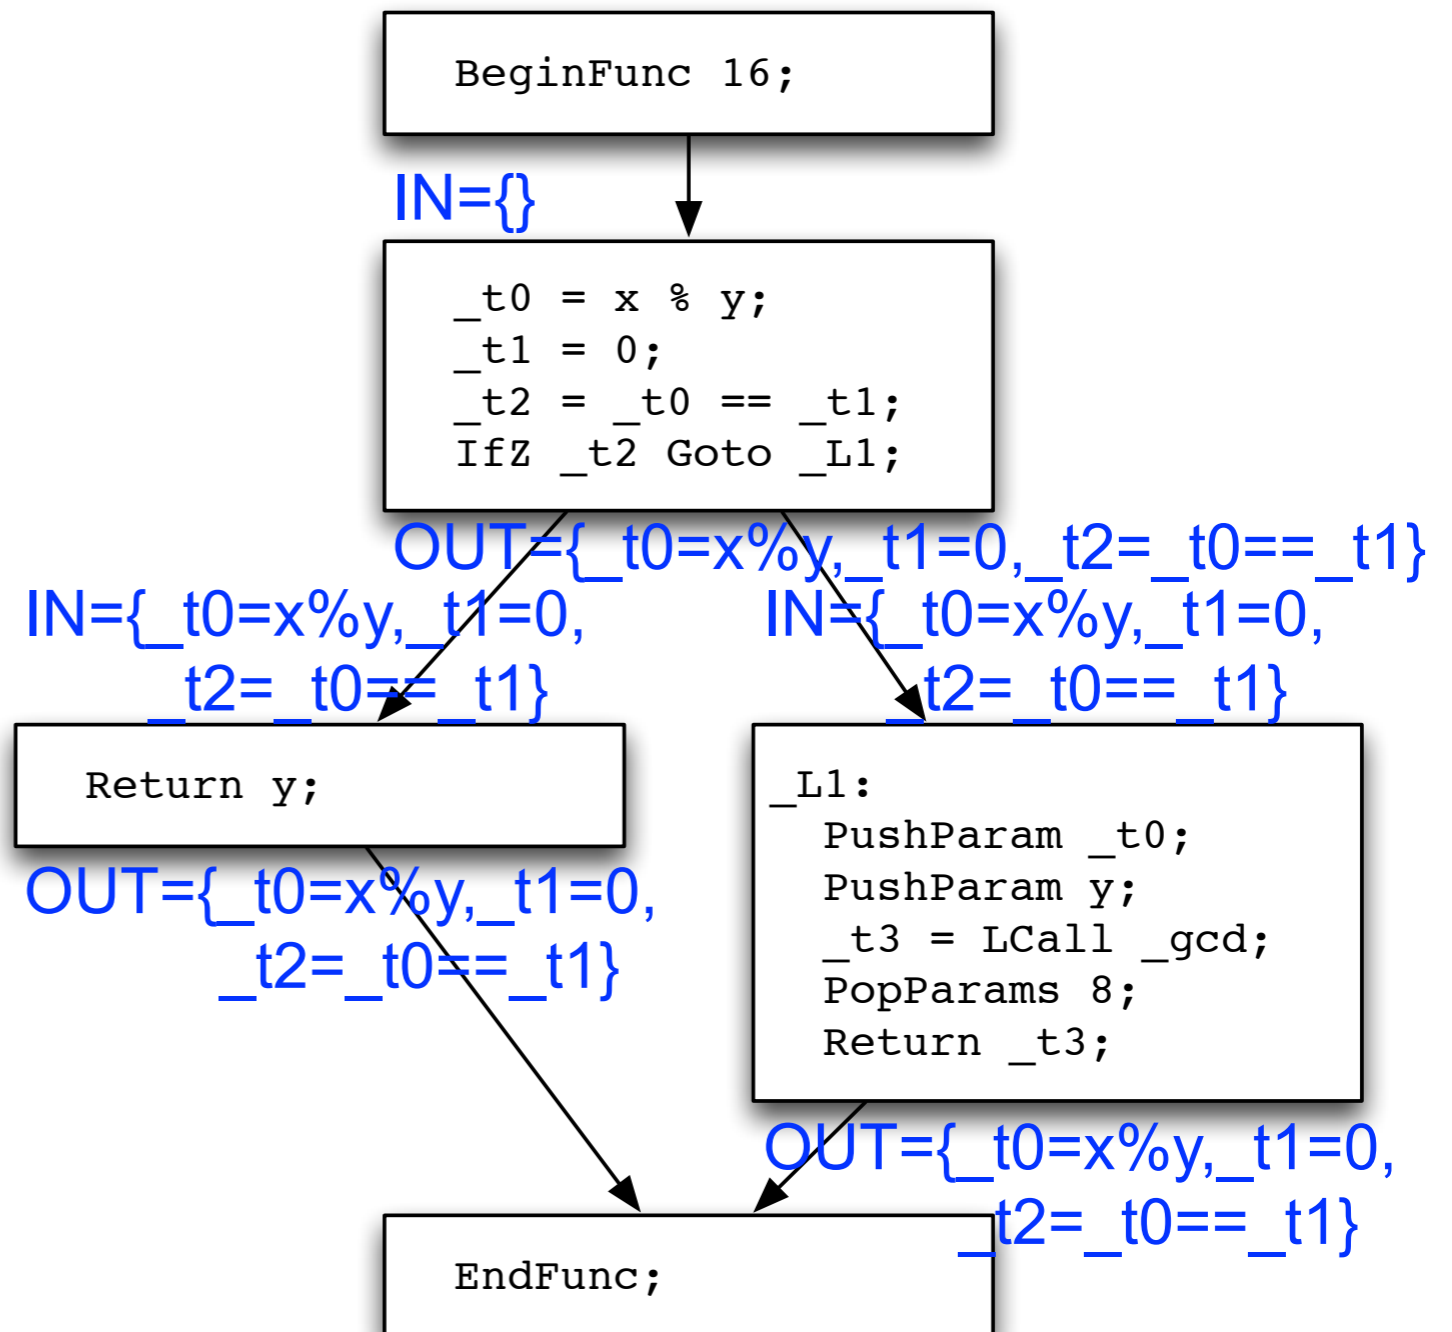 BeginFunc 16;
IN={}
_t0 = x % y;
_t1 = 0;
_t2 = _t0 == _t1;
IfZ _t2 Goto _L1;
OUT={_t0=x%y,_t1=0,_t2=_t0==_t1}
IN={_t0=x%y,_t1=0,
_t2=_t0==_t1}
IN={_t0=x%y,_t1=0,
_t2=_t0==_t1}
Return y;
OUT={_t0=x%y,_t1=0,
_t2=_t0==_t1}
_L1:
PushParam _t0;
PushParam y;
_t3 = LCall _gcd;
PopParams 8;
Return _t3;
OUT={_t0=x%y,_t1=0,
_t2=_t0==_t1}
EndFunc;